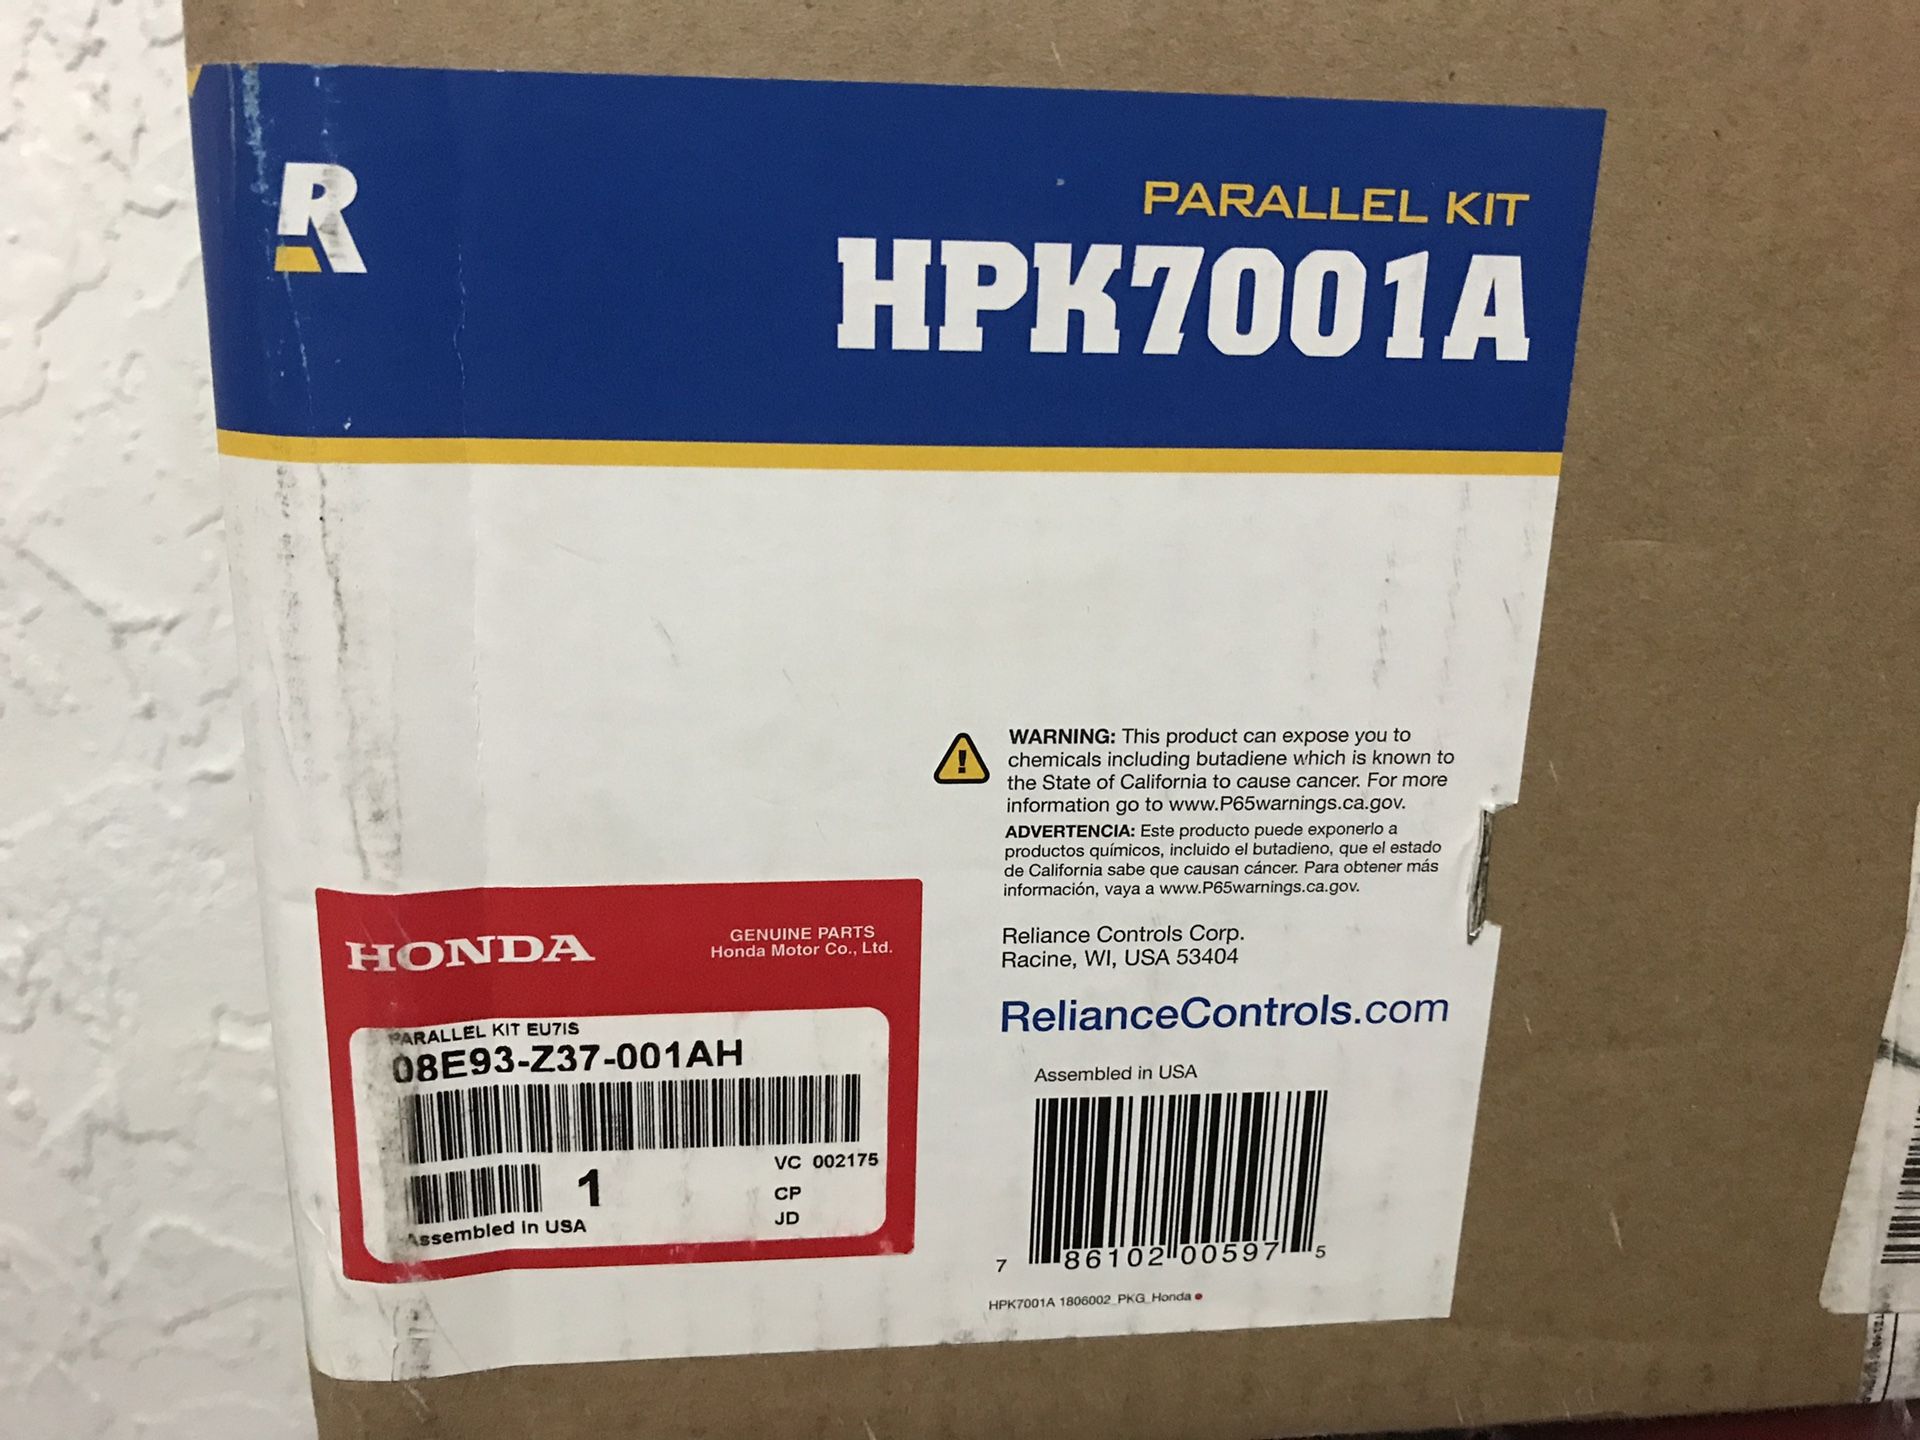 R
PARALLEL KIT
HPK7001A
WARNING: This product can expose you to
chemicals including butadiene which is known to
the State of California to cause cancer. For more
information go to www.P65warnings.ca.gov.
ADVERTENCIA: Este producto puede exponerlo a
productos químicos, incluido el butadieno, que el estado
de California sabe que causan cáncer. Para obtener más
información, vaya a www.P65warnings.ca.gov.
Reliance Controls Corp.
Racine, WI, USA 53404
RelianceControls.com
Assembled in USA
7 86102 00597 5
HPK7001A 1806002_PKG_Honda
HONDA
GENUINE PARTS
Honda Motor Co., Ltd.
PARALLEL KIT EU7IS
08E93-Z37-001AH
1
VC 002175
CP
JD
Assembled in USA